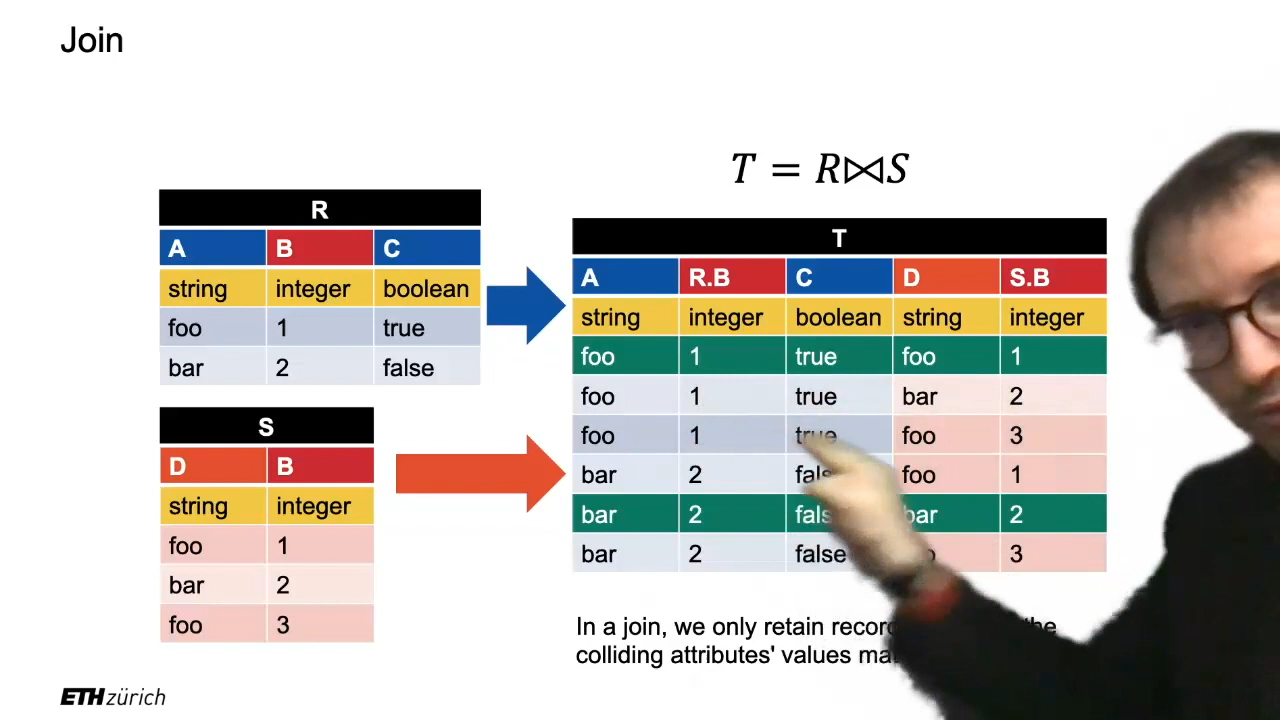 Join
T = R⋈S
R
A B C
string integer boolean
foo 1 true
bar 2 false
S
D B
string integer
foo 1
bar 2
foo 3
T
A R.B C D S.B
string integer boolean string integer
foo 1 true foo 1
foo 1 true bar 2
foo 1 true foo 3
bar 2 foo 1
bar 2 bar 2
bar 2 false 3
In a join, we only retain the
colliding attributes' values
ETH zürich